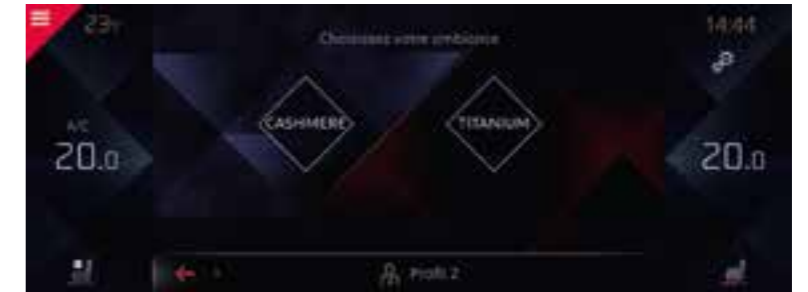 23°
14:44
Choisissez votre ambiance
CASHMERE
TITANIUM
A/C
20.0
20.0
Profil 2